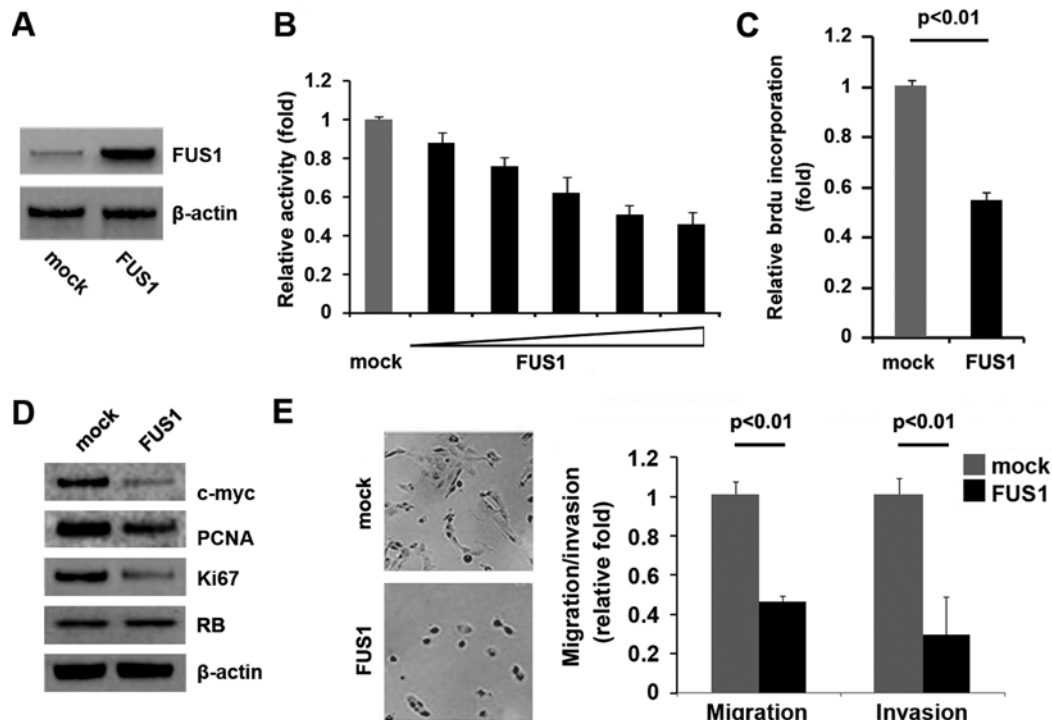 A
FUS1
β-actin
mock
FUS1
B
Relative activity (fold)
1.2
1
0.8
0.6
0.4
0.2
0
mock
FUS1
C
p<0.01
Relative brdu incorporation
(fold)
1.2
1
0.8
0.6
0.4
0.2
0
mock
FUS1
D
mock
FUS1
c-myc
PCNA
Ki67
RB
β-actin
E
mock
FUS1
Migration/invasion
(relative fold)
1.2
1
0.8
0.6
0.4
0.2
0
p<0.01
p<0.01
mock
FUS1
Migration
Invasion